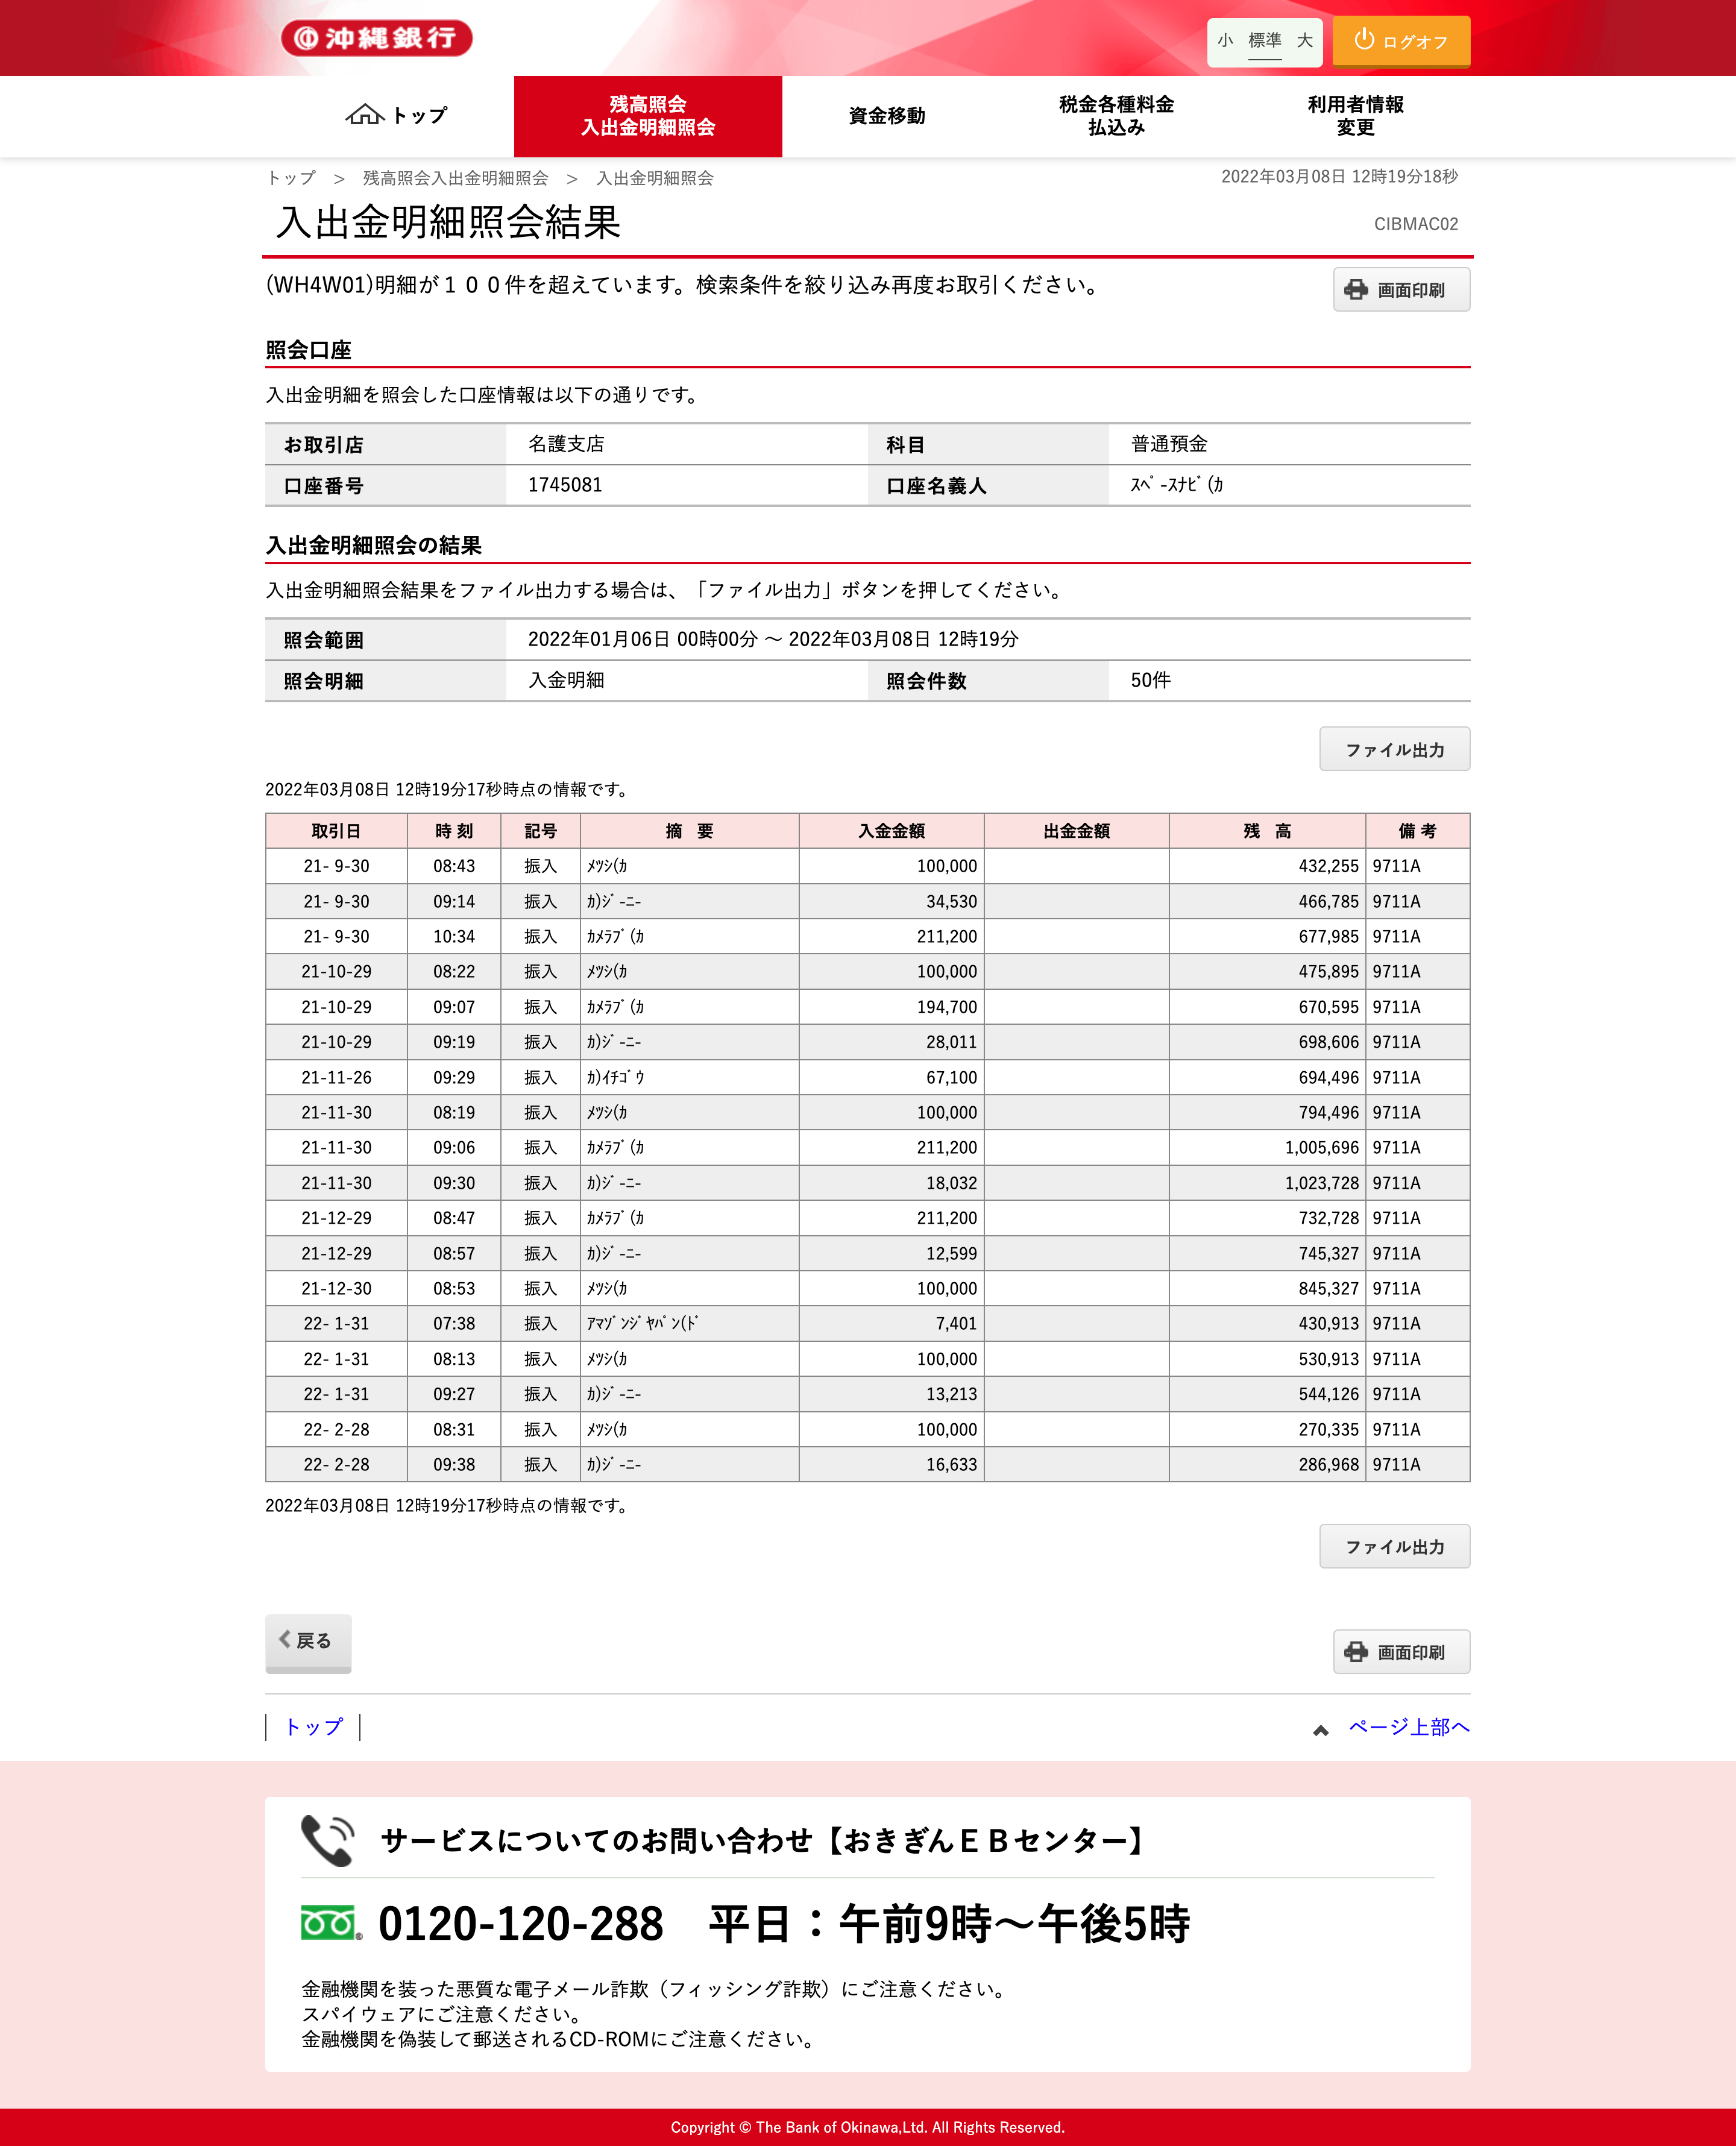 沖縄銀行
小 標準 大
ログオフ
トップ
残高照会
入出金明細照会
資金移動
税金各種料金
払込み
利用者情報
変更
トップ > 残高照会入出金明細照会 > 入出金明細照会
2022年03月08日 12時19分18秒
入出金明細照会結果
CIBMAC02
(WH4W01)明細が１００件を超えています。検索条件を絞り込み再度お取引ください。
画面印刷
照会口座
入出金明細を照会した口座情報は以下の通りです。
お取引店 名護支店 科目 普通預金
口座番号 1745081 口座名義人 ｽﾍﾟ-ｽﾅﾋﾞ(ｶ
入出金明細照会の結果
入出金明細照会結果をファイル出力する場合は、「ファイル出力」ボタンを押してください。
照会範囲 2022年01月06日 00時00分 ～ 2022年03月08日 12時19分
照会明細 入金明細 照会件数 50件
ファイル出力
2022年03月08日 12時19分17秒時点の情報です。
取引日 時 刻 記号 摘 要 入金金額 出金金額 残 高 備 考
21- 9-30 08:43 振入 ﾒﾂｼ(ｶ 100,000 432,255 9711A
21- 9-30 09:14 振入 ｶ)ｼﾞ-ﾆ- 34,530 466,785 9711A
21- 9-30 10:34 振入 ｶﾒﾗﾌﾞ(ｶ 211,200 677,985 9711A
21-10-29 08:22 振入 ﾒﾂｼ(ｶ 100,000 475,895 9711A
21-10-29 09:07 振入 ｶﾒﾗﾌﾞ(ｶ 194,700 670,595 9711A
21-10-29 09:19 振入 ｶ)ｼﾞ-ﾆ- 28,011 698,606 9711A
21-11-26 09:29 振入 ｶ)ｲﾁｺﾞｳ 67,100 694,496 9711A
21-11-30 08:19 振入 ﾒﾂｼ(ｶ 100,000 794,496 9711A
21-11-30 09:06 振入 ｶﾒﾗﾌﾞ(ｶ 211,200 1,005,696 9711A
21-11-30 09:30 振入 ｶ)ｼﾞ-ﾆ- 18,032 1,023,728 9711A
21-12-29 08:47 振入 ｶﾒﾗﾌﾞ(ｶ 211,200 732,728 9711A
21-12-29 08:57 振入 ｶ)ｼﾞ-ﾆ- 12,599 745,327 9711A
21-12-30 08:53 振入 ﾒﾂｼ(ｶ 100,000 845,327 9711A
22- 1-31 07:38 振入 ｱﾏｿﾞﾝｼﾞﾔﾊﾟﾝ(ﾄﾞ 7,401 430,913 9711A
22- 1-31 08:13 振入 ﾒﾂｼ(ｶ 100,000 530,913 9711A
22- 1-31 09:27 振入 ｶ)ｼﾞ-ﾆ- 13,213 544,126 9711A
22- 2-28 08:31 振入 ﾒﾂｼ(ｶ 100,000 270,335 9711A
22- 2-28 09:38 振入 ｶ)ｼﾞ-ﾆ- 16,633 286,968 9711A
2022年03月08日 12時19分17秒時点の情報です。
ファイル出力
戻る
画面印刷
トップ
ページ上部へ
サービスについてのお問い合わせ【おきぎんＥＢセンター】
0120-120-288 平日：午前9時～午後5時
金融機関を装った悪質な電子メール詐欺（フィッシング詐欺）にご注意ください。
スパイウェアにご注意ください。
金融機関を偽装して郵送されるCD-ROMにご注意ください。
Copyright © The Bank of Okinawa,Ltd. All Rights Reserved.